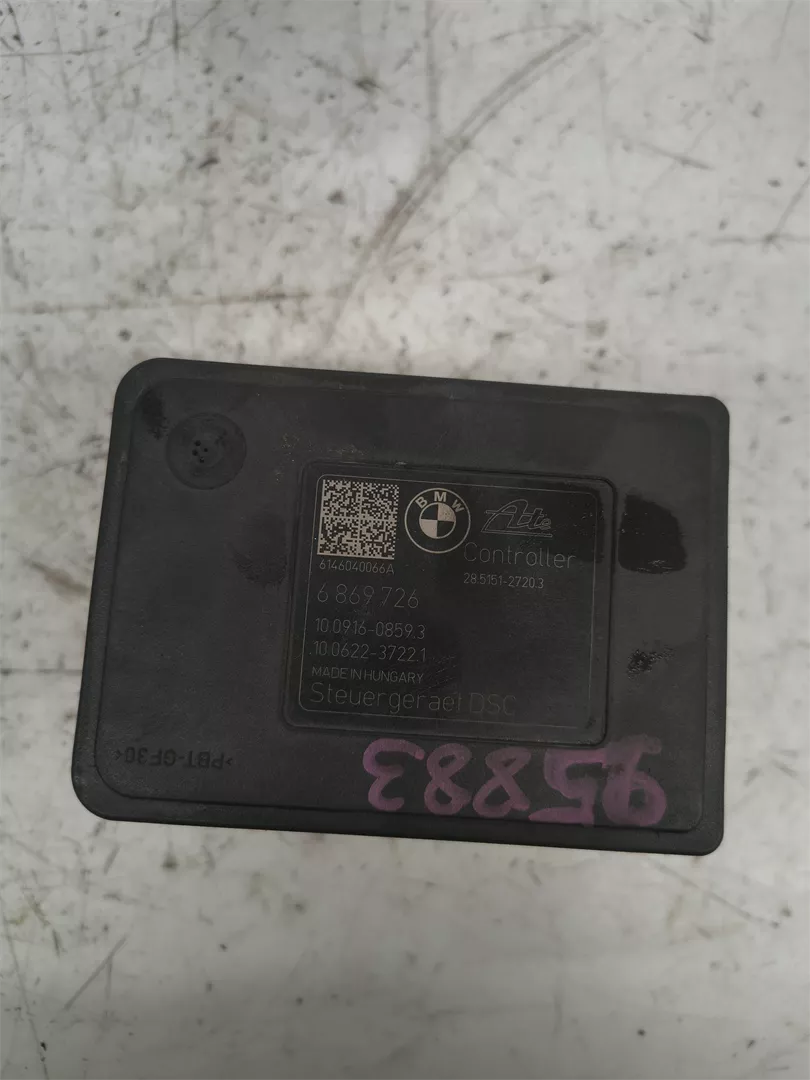 BMW
Ate
Controller
28.5151-2720.3
6146040066A
6 869 726
10.0916-0859.3
10.0622-3722.1
MADE IN HUNGARY
Steuergeraet DSC
>PBT-GF30<
95883